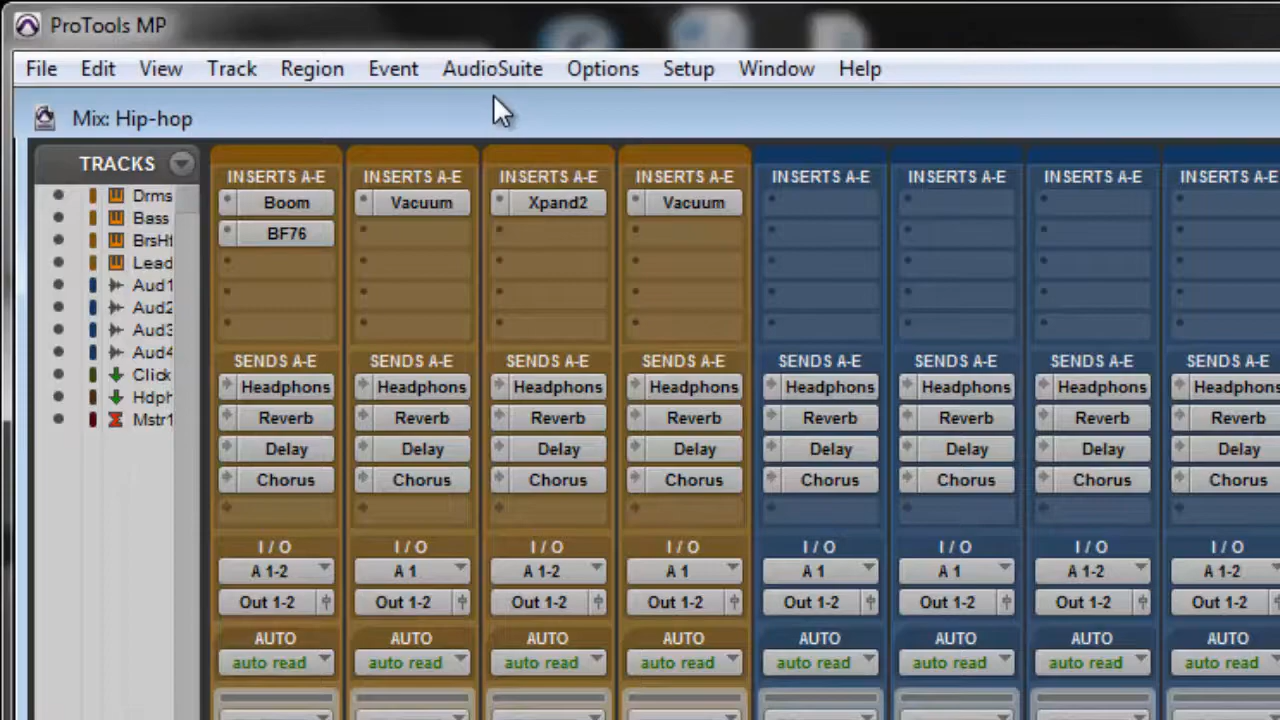 ProTools MP
File Edit View Track Region Event AudioSuite Options Setup Window Help
Mix: Hip-hop
TRACKS
Drms
Bass
BrsHt
Lead
Aud1
Aud2
Aud3
Aud4
Click
Hdph
Mstr1
INSERTS A-E INSERTS A-E INSERTS A-E INSERTS A-E INSERTS A-E INSERTS A-E INSERTS A-E INSERTS A-E
Boom Vacuum Xpand2 Vacuum
BF76
SENDS A-E SENDS A-E SENDS A-E SENDS A-E SENDS A-E SENDS A-E SENDS A-E SENDS A-E
Headphons Headphons Headphons Headphons Headphons Headphons Headphons Headphons
Reverb Reverb Reverb Reverb Reverb Reverb Reverb Reverb
Delay Delay Delay Delay Delay Delay Delay Delay
Chorus Chorus Chorus Chorus Chorus Chorus Chorus Chorus
I / O I / O I / O I / O I / O I / O I / O I / O
A 1-2 A 1 A 1-2 A 1 A 1 A 1 A 1-2 A 1-2
Out 1-2 Out 1-2 Out 1-2 Out 1-2 Out 1-2 Out 1-2 Out 1-2 Out 1-2
AUTO AUTO AUTO AUTO AUTO AUTO AUTO AUTO
auto read auto read auto read auto read auto read auto read auto read auto read